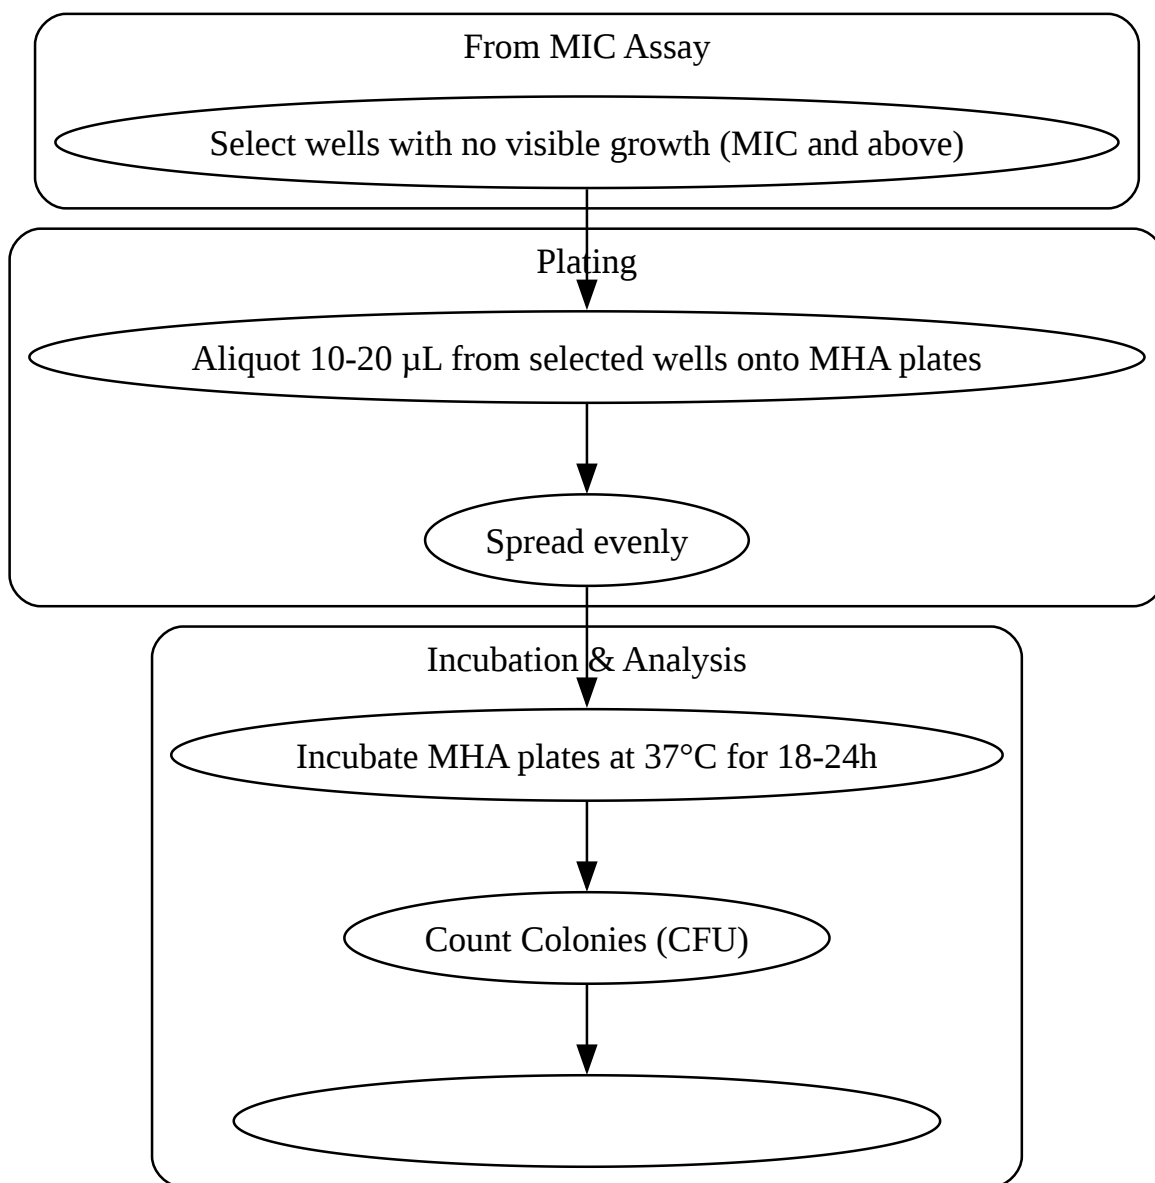 From MIC Assay
Select wells with no visible growth (MIC and above)
Plating
Aliquot 10-20 µL from selected wells onto MHA plates
Spread evenly
Incubation & Analysis
Incubate MHA plates at 37°C for 18-24h
Count Colonies (CFU)